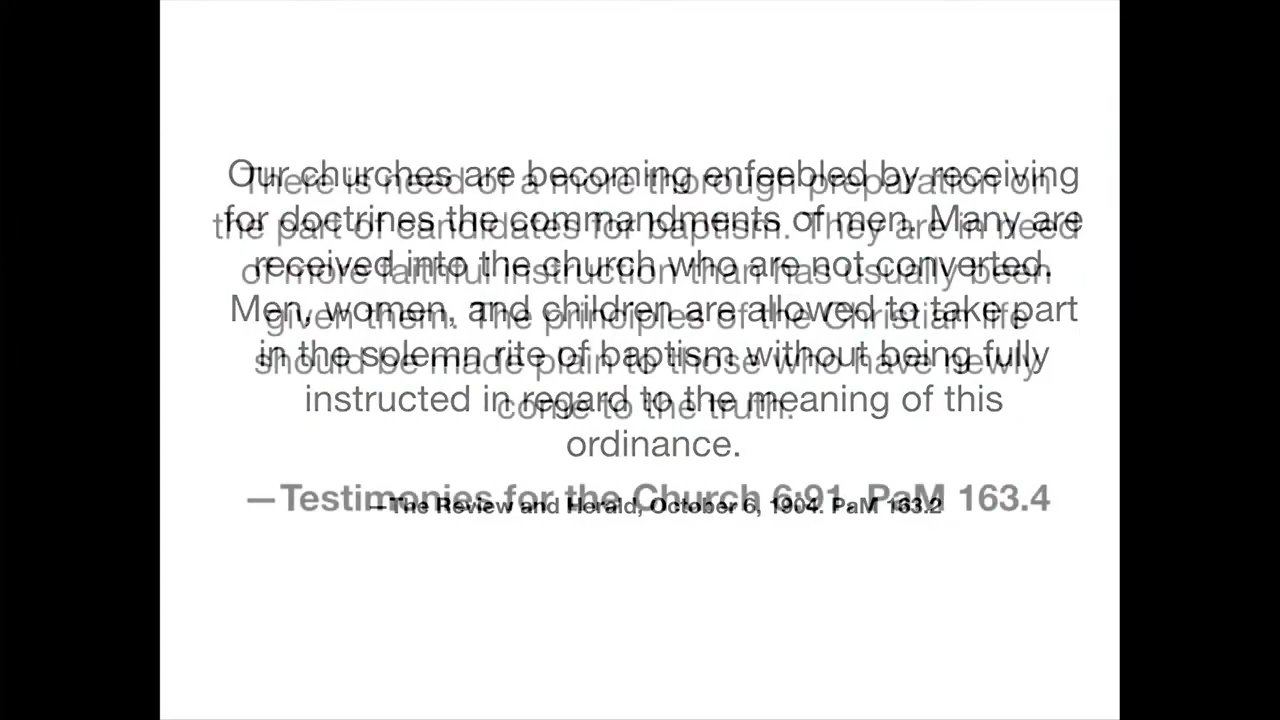 Our churches are becoming enfeebled by receiving
for doctrines the commandments of men. Many are
received into the church who are not converted.
Men, women, and children are allowed to take part
in the solemn rite of baptism without being fully
instructed in regard to the meaning of this
ordinance.
—The Review and Herald, October 6, 1904. PaM 163.2
There is need of a more thorough preparation on
the part of candidates for baptism. They are in need
of more faithful instruction than has usually been
given them. The principles of the Christian life
should be made plain to those who have newly
come to the truth.
—Testimonies for the Church 6:91. PaM 163.4